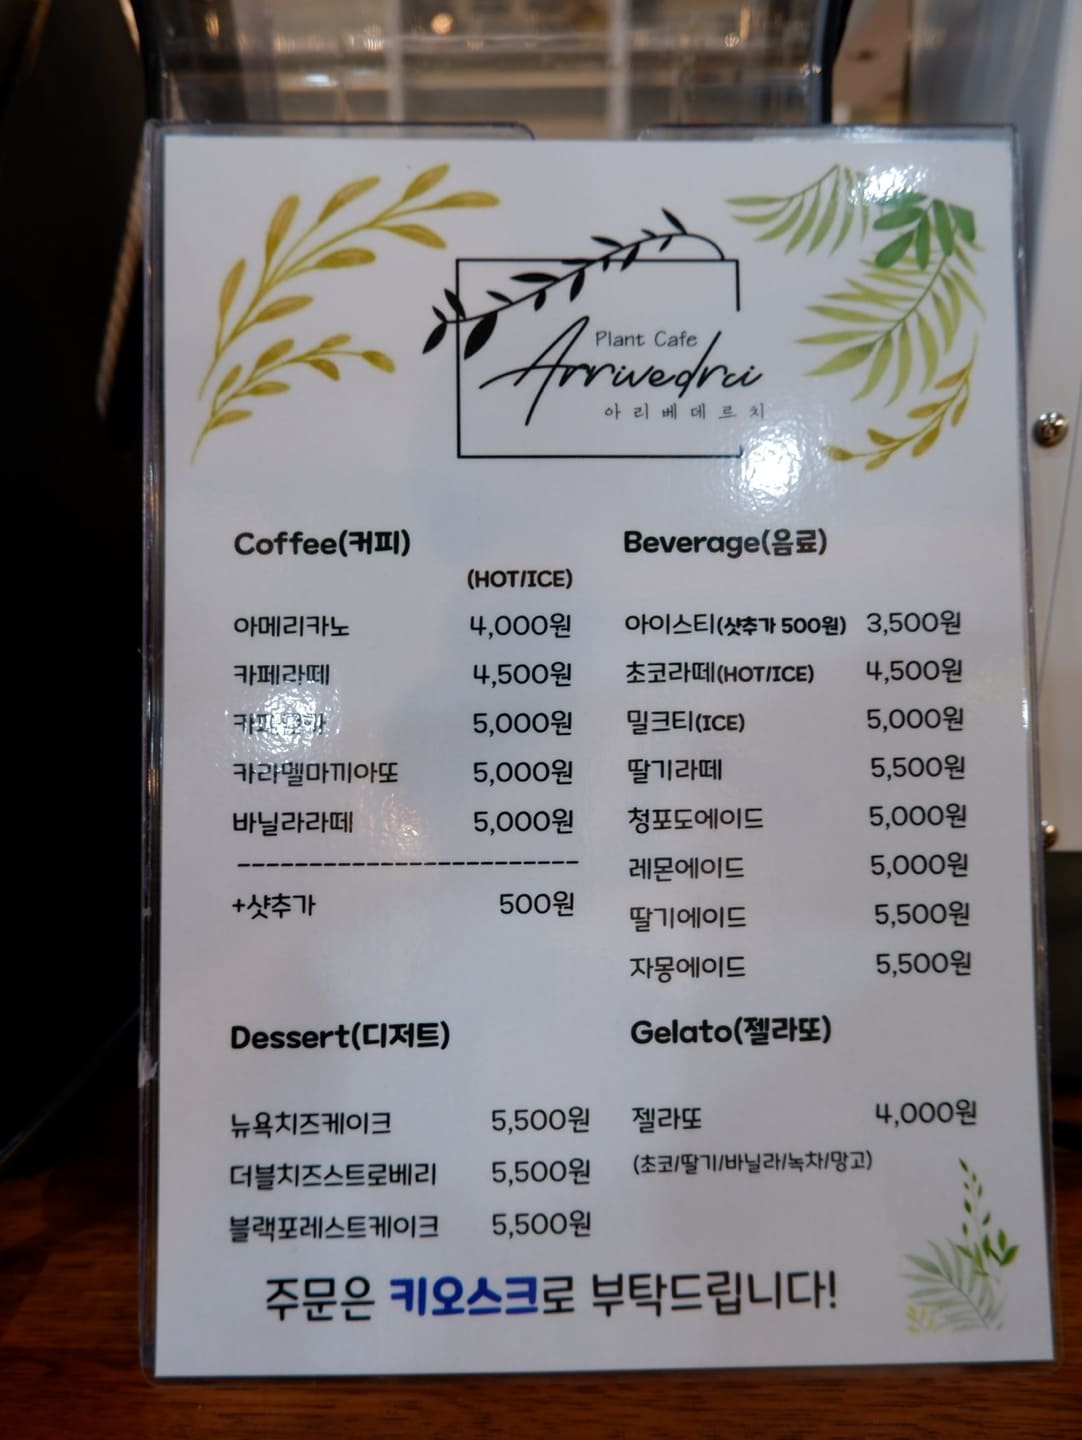 Plant Cafe
Arrivedrci
아리베데르치
Coffee(커피)
(HOT/ICE)
아메리카노 4,000원
카페라떼 4,500원
카페모카 5,000원
카라멜마끼아또 5,000원
바닐라라떼 5,000원
------------------------
+샷추가 500원
Beverage(음료)
아이스티(샷추가 500원) 3,500원
초코라떼(HOT/ICE) 4,500원
밀크티(ICE) 5,000원
딸기라떼 5,500원
청포도에이드 5,000원
레몬에이드 5,000원
딸기에이드 5,500원
자몽에이드 5,500원
Dessert(디저트)
뉴욕치즈케이크 5,500원
더블치즈스트로베리 5,500원
블랙포레스트케이크 5,500원
Gelato(젤라또)
젤라또 4,000원
(초코/딸기/바닐라/녹차/망고)
주문은 키오스크로 부탁드립니다!